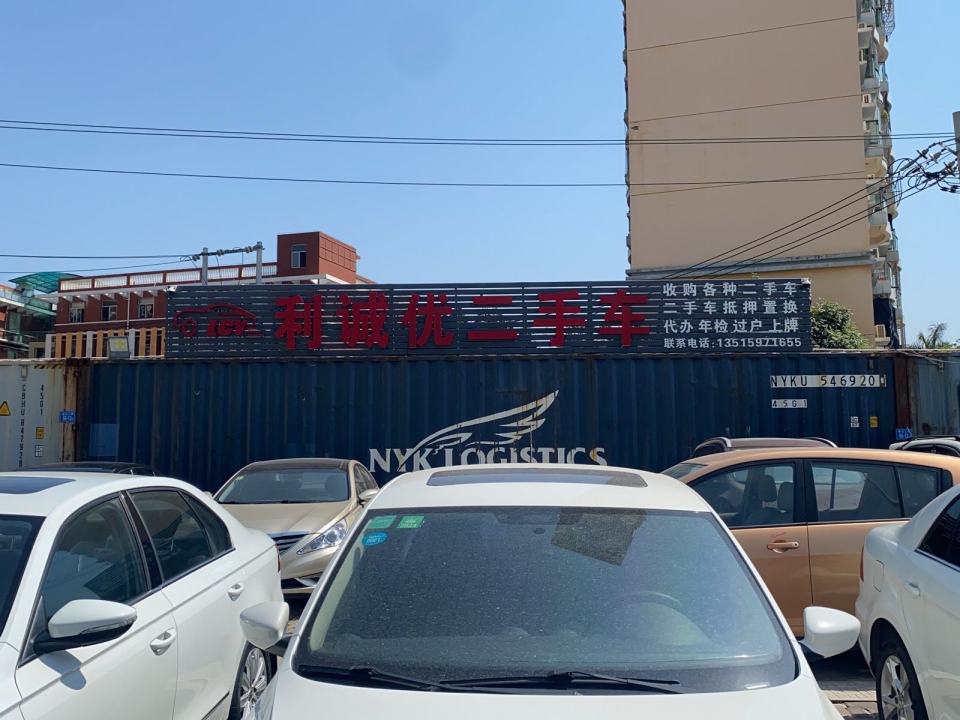 利诚优二手车
收购各种二手车
二手车抵押置换
代办 年检 过户 上牌
联系电话:13515971655
NYKU 546920
45G1
NYK LOGISTICS
45G1